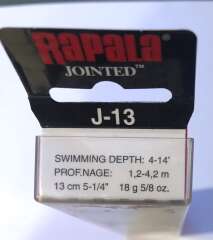 Rapala
JOINTED™
J-13
SWIMMING DEPTH: 4-14'
PROF.NAGE: 1,2-4,2 m
13 cm 5-1/4" 18 g 5/8 oz.